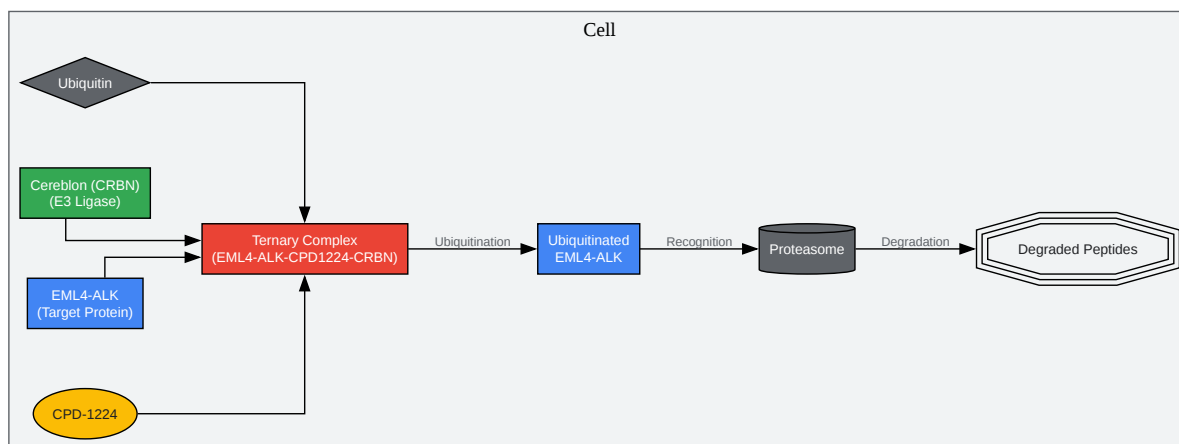 Cell
Ubiquitin
Cereblon (CRBN)
(E3 Ligase)
EML4-ALK
(Target Protein)
CPD-1224
Ternary Complex
(EML4-ALK-CPD1224-CRBN)
Ubiquitination
Ubiquitinated
EML4-ALK
Recognition
Proteasome
Degradation
Degraded Peptides